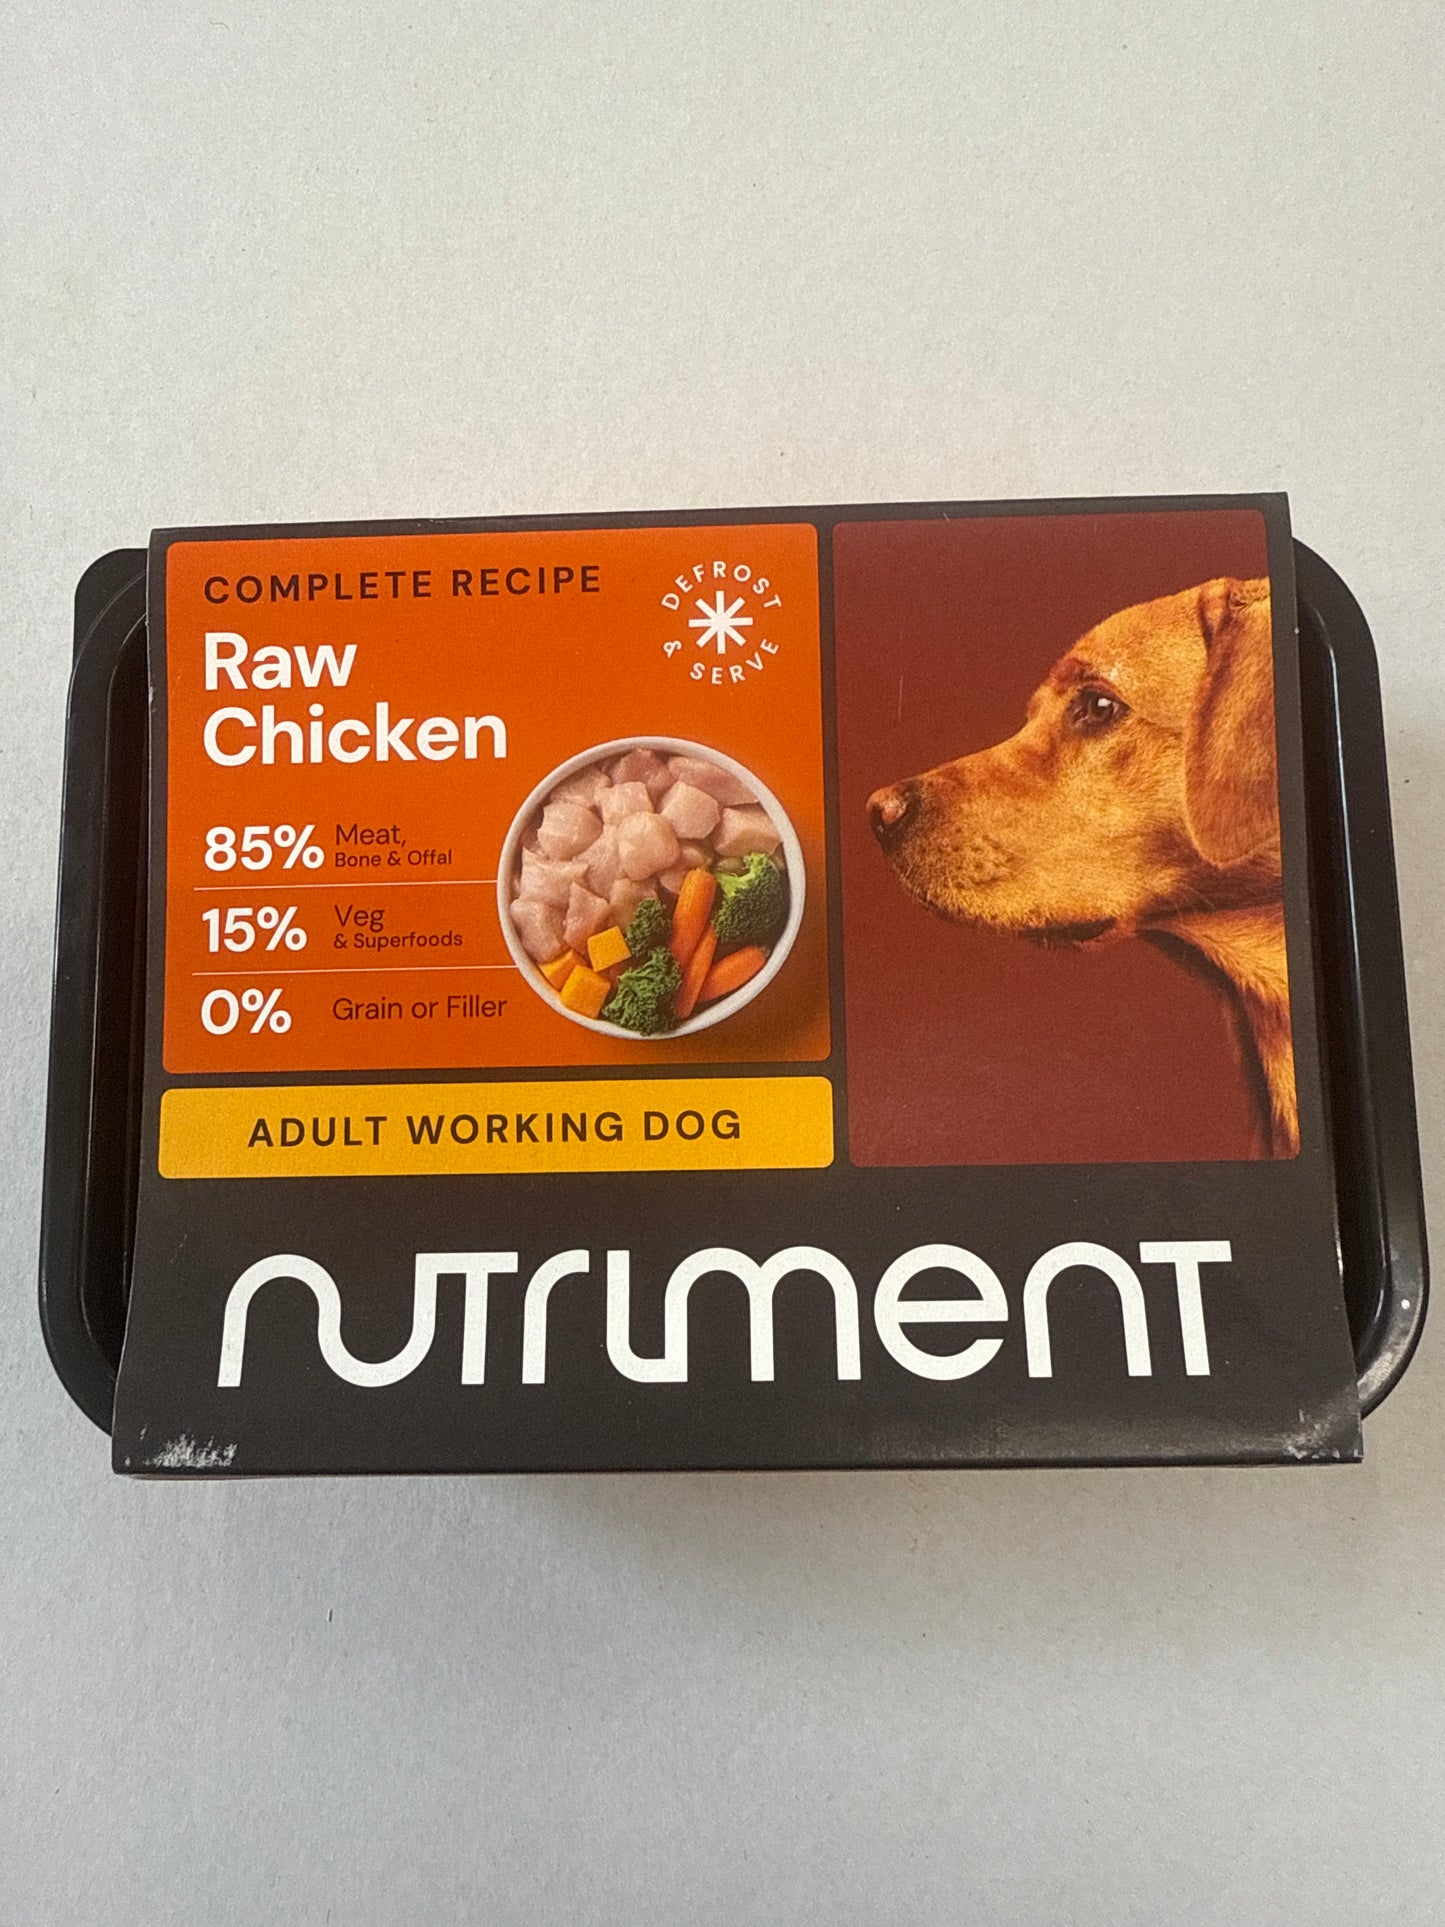 COMPLETE RECIPE
DEFROST
& SERVE
Raw
Chicken
85% Meat,
Bone & Offal
15% Veg
& Superfoods
0% Grain or Filler
ADULT WORKING DOG
nutriment